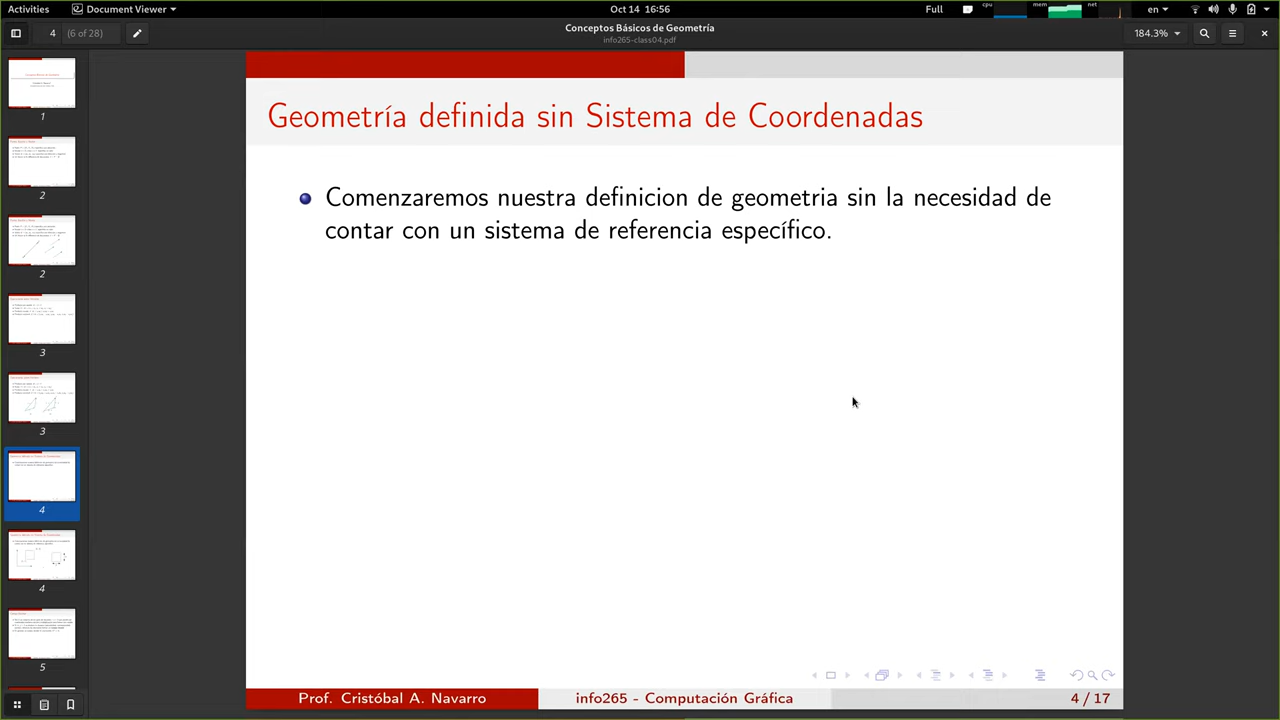 Activities
Document Viewer
Oct 14 16:56
Full
cpu
mem
net
en
4
(6 of 28)
Conceptos Básicos de Geometría
info265-class04.pdf
184.3%
1
2
2
3
3
4
4
5
Geometría definida sin Sistema de Coordenadas
Comenzaremos nuestra definicion de geometria sin la necesidad de
contar con un sistema de referencia específico.
Prof. Cristóbal A. Navarro
info265 - Computación Gráfica
4 / 17